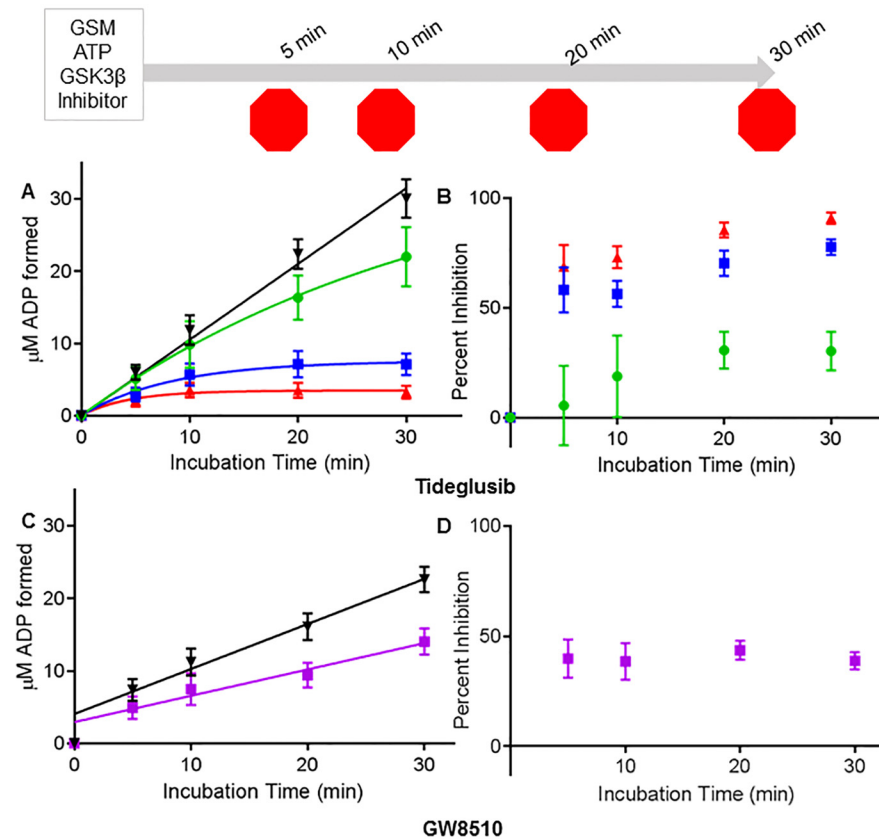 GSM
ATP
GSK3β
Inhibitor
5 min
10 min
20 min
30 min
A
μM ADP formed
30
20
10
0
0
10
20
30
Incubation Time (min)
B
Percent Inhibition
100
50
0
10
20
30
Incubation Time (min)
Tideglusib
C
μM ADP formed
30
20
10
0
0
10
20
30
Incubation Time (min)
D
Percent Inhibition
100
50
0
10
20
30
Incubation Time (min)
GW8510